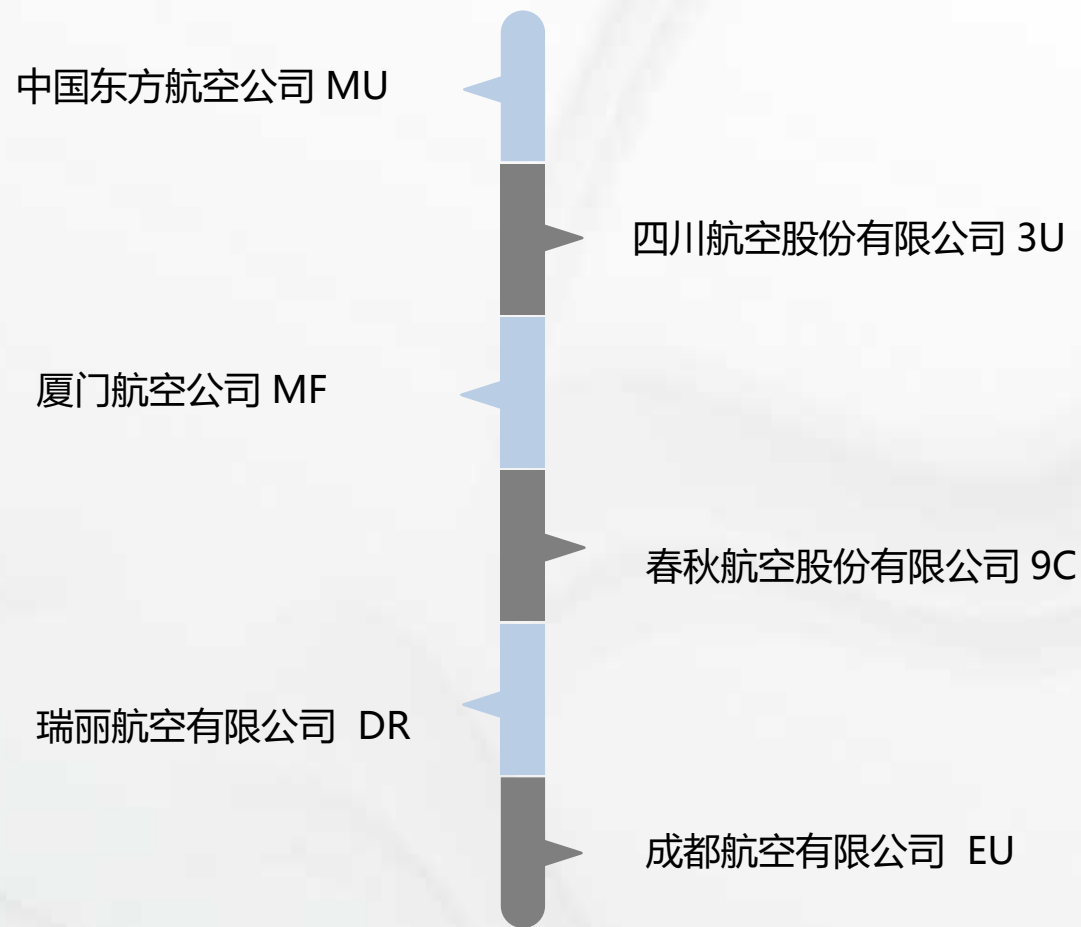 中国东方航空公司 MU
四川航空股份有限公司 3U
厦门航空公司 MF
春秋航空股份有限公司 9C
瑞丽航空有限公司 DR
成都航空有限公司 EU